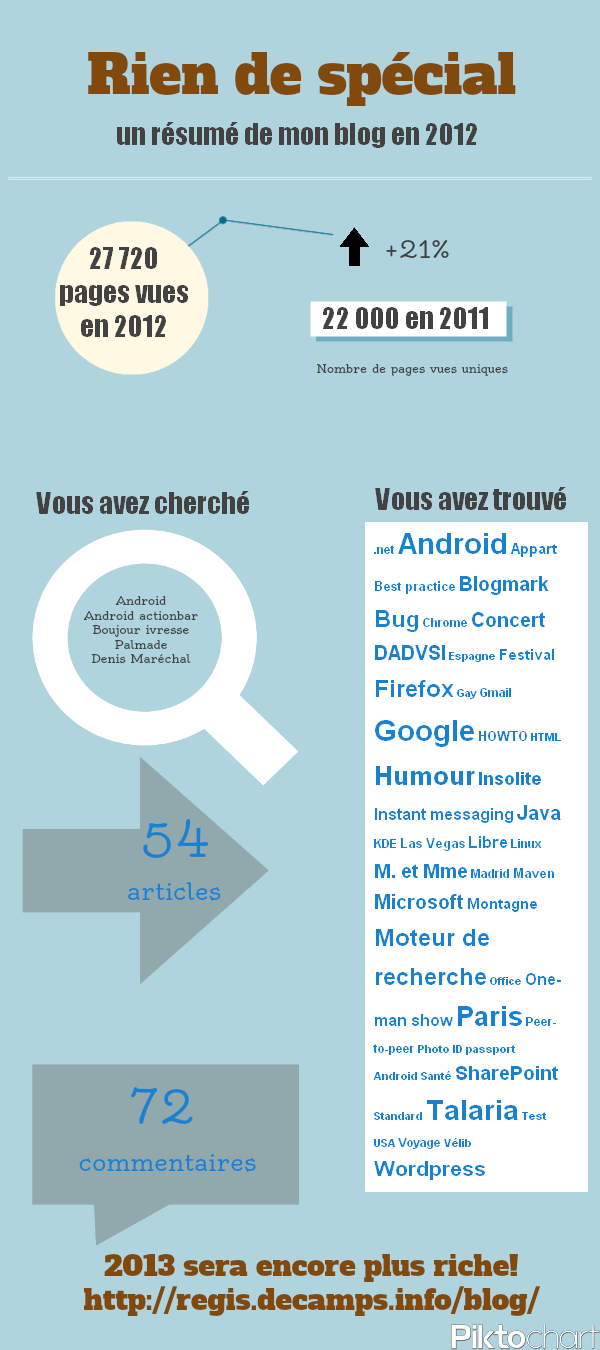 Rien de spécial
un résumé de mon blog en 2012
27 720
pages vues
en 2012
+21%
22 000 en 2011
Nombre de pages vues uniques
Vous avez cherché
Android
Android actionbar
Boujour ivresse
Palmade
Denis Maréchal
54
articles
72
commentaires
Vous avez trouvé
.net Android Appart
Best practice Blogmark
Bug Chrome Concert
DADVSI Espagne Festival
Firefox Gay Gmail
Google HOWTO HTML
Humour Insolite
Instant messaging Java
KDE Las Vegas Libre Linux
M. et Mme Madrid Maven
Microsoft Montagne
Moteur de
recherche Office One-
man show Paris Peer-
to-peer Photo ID passport
Android Santé SharePoint
Standard Talaria Test
USA Voyage Vélib
Wordpress
2013 sera encore plus riche!
http://regis.decamps.info/blog/
Piktochart